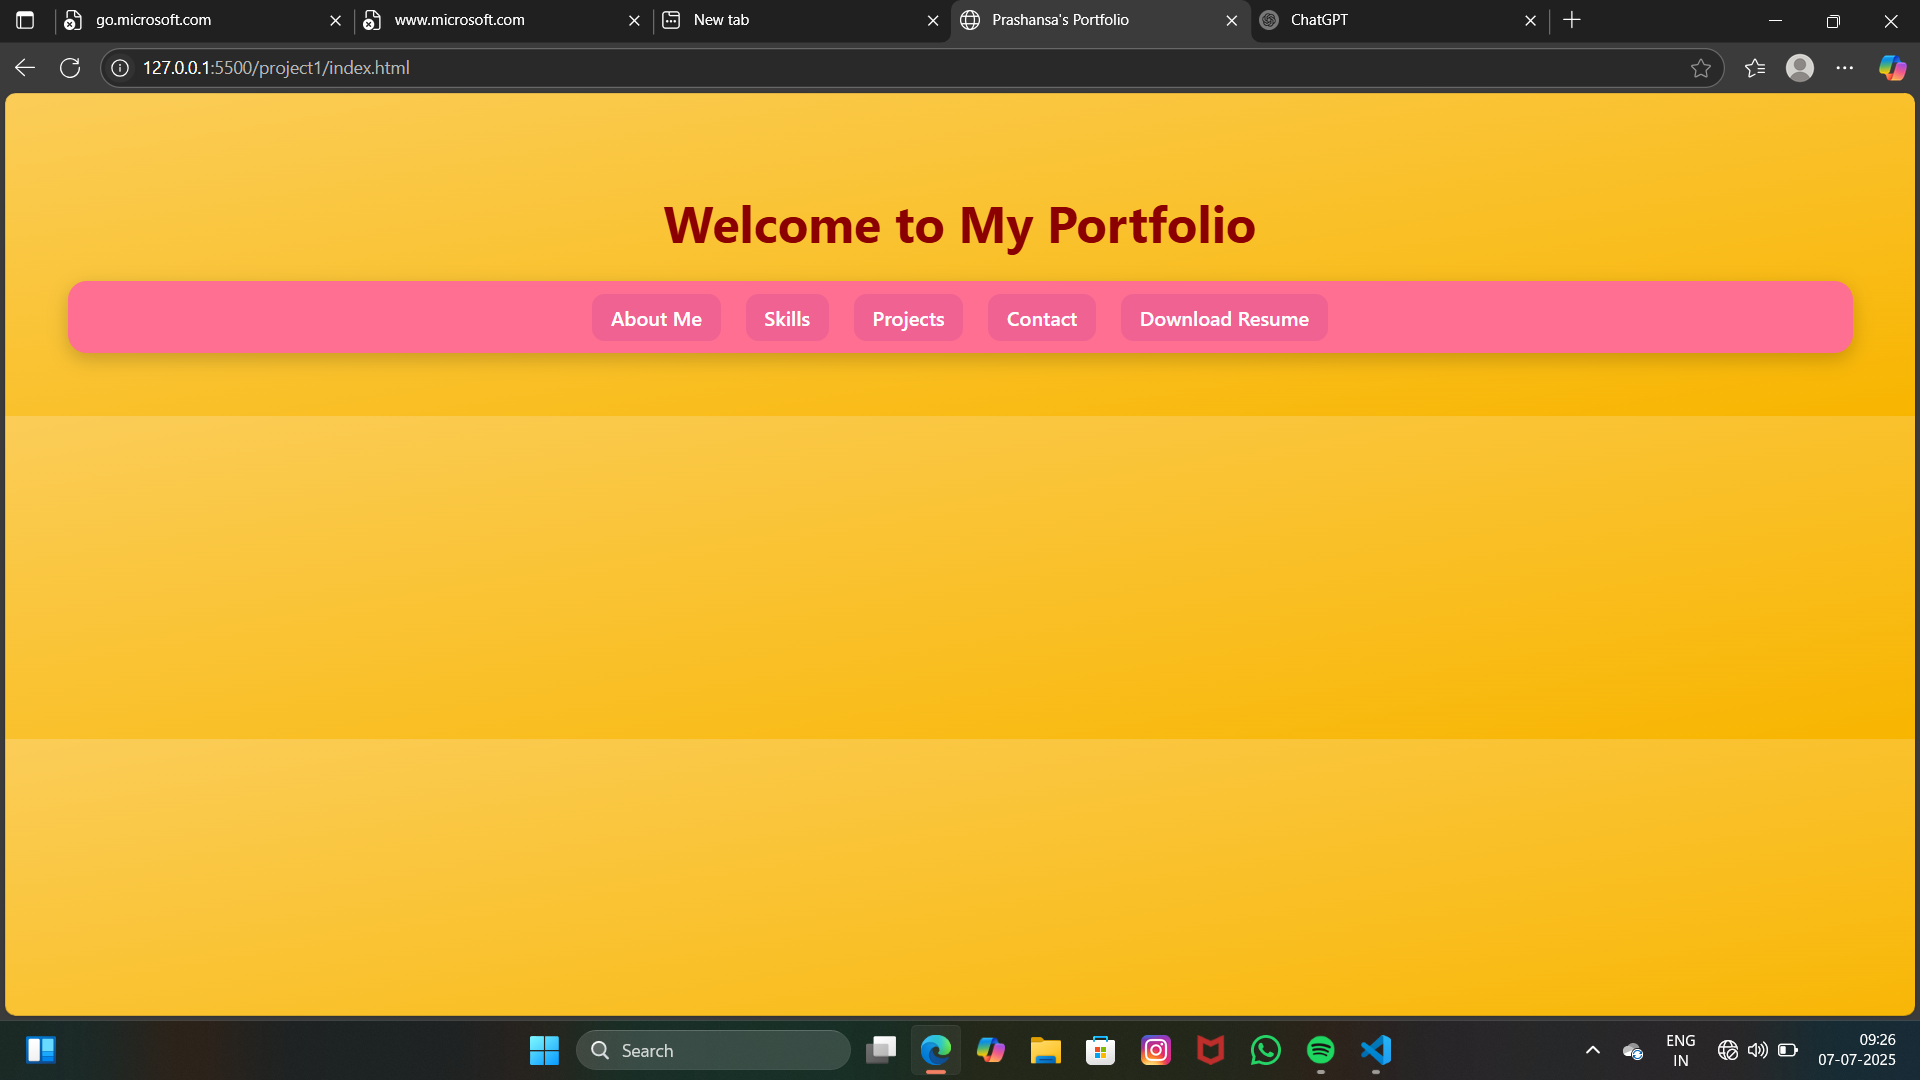 go.microsoft.com
www.microsoft.com
New tab
Prashansa's Portfolio
ChatGPT
127.0.0.1:5500/project1/index.html
Welcome to My Portfolio
About Me Skills Projects Contact Download Resume
Search
ENG
IN
09:26
07-07-2025